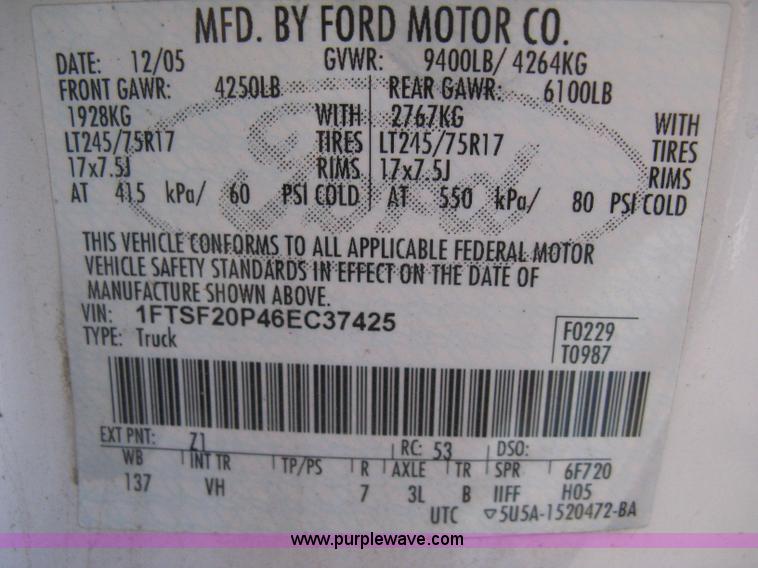 MFD. BY FORD MOTOR CO.
DATE: 12/05 GVWR: 9400LB/ 4264KG
FRONT GAWR: 4250LB REAR GAWR: 6100LB
1928KG WITH 2767KG WITH
LT245/75R17 TIRES LT245/75R17 TIRES
17x7.5J RIMS 17x7.5J RIMS
AT 415 kPa/ 60 PSI COLD AT 550 kPa/ 80 PSI COLD
Ford
THIS VEHICLE CONFORMS TO ALL APPLICABLE FEDERAL MOTOR
VEHICLE SAFETY STANDARDS IN EFFECT ON THE DATE OF
MANUFACTURE SHOWN ABOVE.
VIN: 1FTSF20P46EC37425
TYPE: Truck
F0229
T0987
EXT PNT: Z1 RC: 53 DSO:
WB INT TR TP/PS R AXLE TR SPR 6F720
137 VH 7 3L B IIFF H05
UTC ▽5U5A-1520472-BA
www.purplewave.com